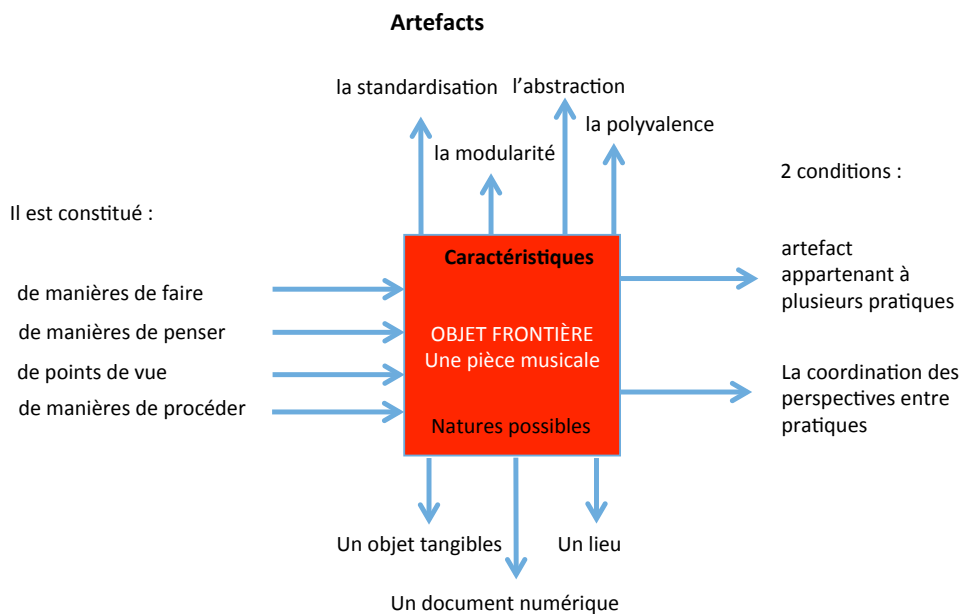 Artefacts
la standardisation
l’abstraction
la polyvalence
la modularité
2 conditions :
Il est constitué :
de manières de faire
de manières de penser
de points de vue
de manières de procéder
Caractéristiques
OBJET FRONTIÈRE
Une pièce musicale
Natures possibles
artefact
appartenant à
plusieurs pratiques
La coordination des
perspectives entre
pratiques
Un objet tangibles
Un lieu
Un document numérique